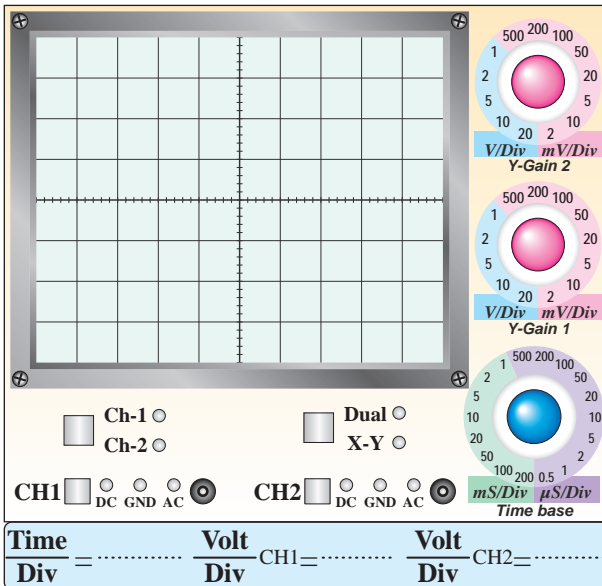 500 200 100
1 50
2 20
5 5
10 10
20 2
V/Div mV/Div
Y-Gain 2
500 200 100
1 50
2 20
5 5
10 10
20 2
V/Div mV/Div
Y-Gain 1
1 500 200 100
2 50
5 20
10 10
20 5
50 2
100 200 0.5 1
mS/Div µS/Div
Time base
Ch-1
Ch-2
Dual
X-Y
CH1 DC GND AC
CH2 DC GND AC
Time
Div = ............
Volt
Div CH1= ............
Volt
Div CH2= ............